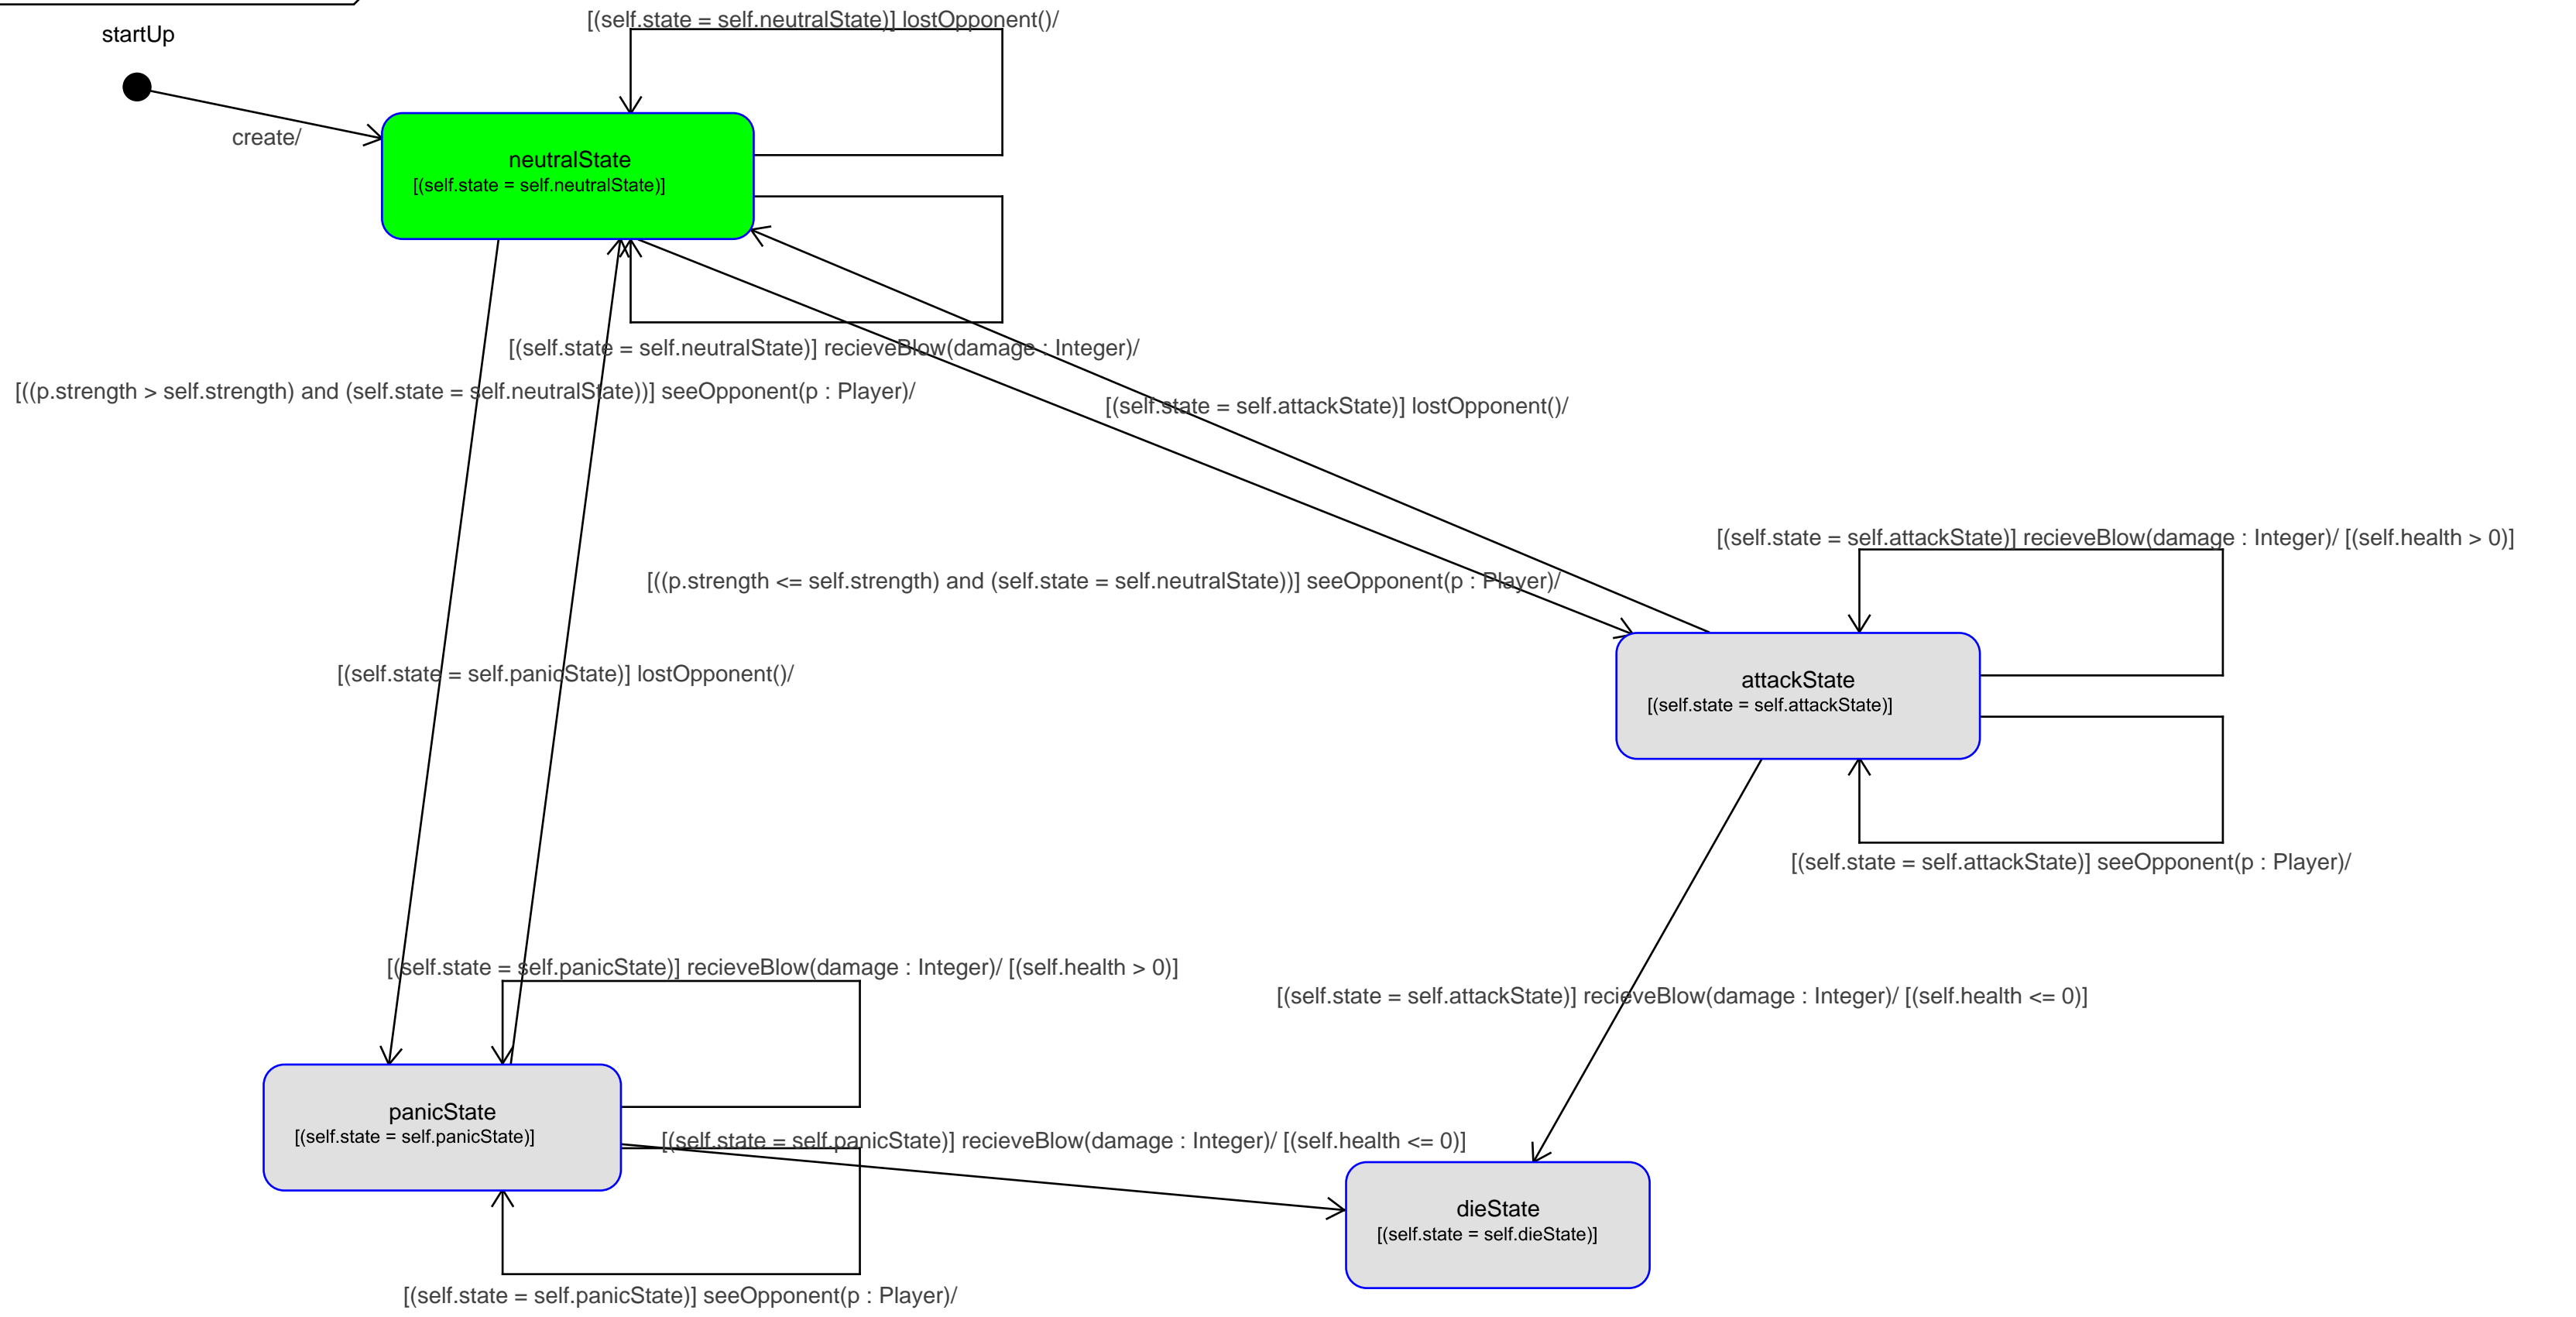 [(self.state = self.neutralState)] lostOpponent()/
startUp
create/
neutralState
[(self.state = self.neutralState)]
[(self.state = self.neutralState)] recieveBlow(damage : Integer)/
[((p.strength > self.strength) and (self.state = self.neutralState))] seeOpponent(p : Player)/
[(self.state = self.attackState)] lostOpponent()/
[(self.state = self.attackState)] recieveBlow(damage : Integer)/ [(self.health > 0)]
[((p.strength <= self.strength) and (self.state = self.neutralState))] seeOpponent(p : Player)/
[(self.state = self.panicState)] lostOpponent()/
attackState
[(self.state = self.attackState)]
[(self.state = self.attackState)] seeOpponent(p : Player)/
[(self.state = self.panicState)] recieveBlow(damage : Integer)/ [(self.health > 0)]
[(self.state = self.attackState)] recieveBlow(damage : Integer)/ [(self.health <= 0)]
panicState
[(self.state = self.panicState)]
[(self.state = self.panicState)] recieveBlow(damage : Integer)/ [(self.health <= 0)]
dieState
[(self.state = self.dieState)]
[(self.state = self.panicState)] seeOpponent(p : Player)/